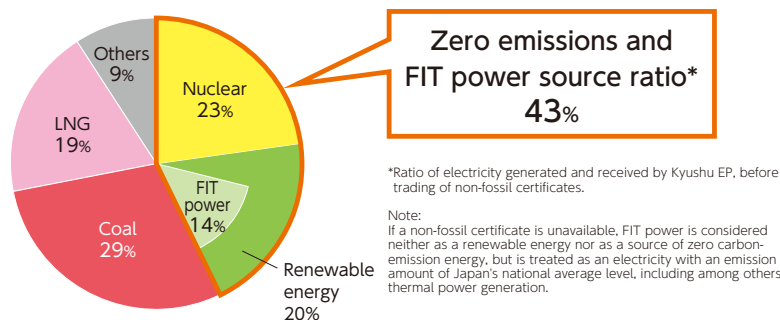 Others
9%
Nuclear
23%
LNG
19%
FIT
power
14%
Coal
29%
Renewable
energy
20%
Zero emissions and
FIT power source ratio*
43%
*Ratio of electricity generated and received by Kyushu EP, before
trading of non-fossil certificates.
Note:
If a non-fossil certificate is unavailable, FIT power is considered
neither as a renewable energy nor as a source of zero carbon-
emission energy, but is treated as an electricity with an emission
amount of Japan's national average level, including among others
thermal power generation.